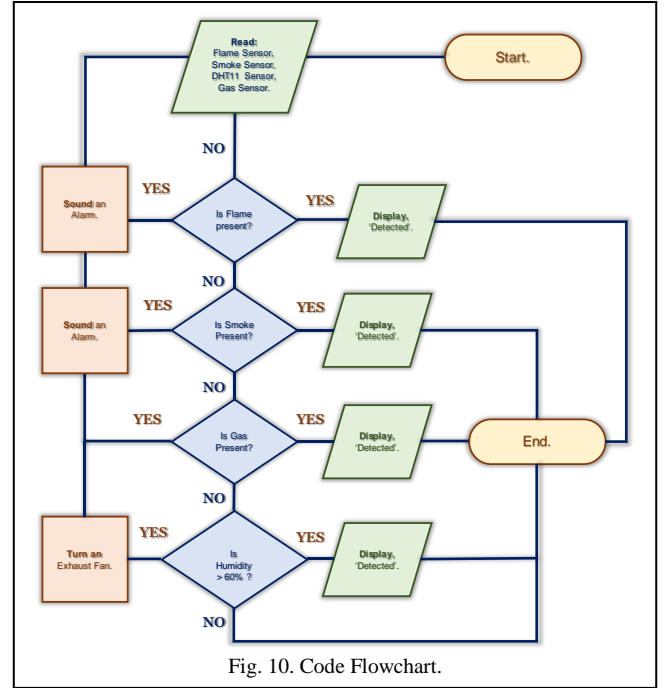 Read:
Flame Sensor,
Smoke Sensor,
DHT11 Sensor,
Gas Sensor.
Start.
NO
YES
YES
Sound an
Alarm.
Is Flame
present?
Display,
'Detected'.
NO
YES
YES
Sound an
Alarm.
Is Smoke
Present?
Display,
'Detected'.
NO
YES
YES
Is Gas
Present?
Display,
'Detected'.
End.
NO
YES
YES
Turn an
Exhaust Fan.
Is
Humidity
> 60% ?
Display,
'Detected'.
NO
Fig. 10. Code Flowchart.